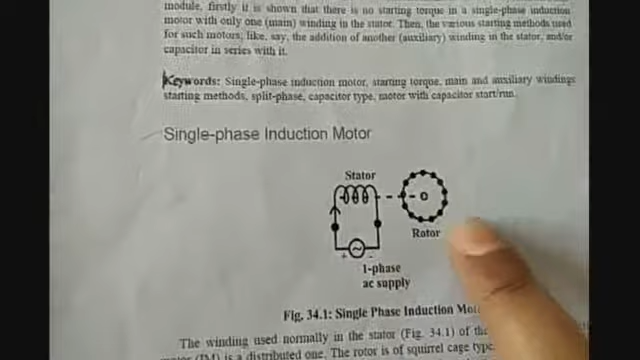 module, firstly it is shown that there is no starting torque in a single-phase induction
motor with only one (main) winding in the stator. Then, the various starting methods used
for such motors, like, say, the addition of another (auxiliary) winding in the stator, and/or
capacitor in series with it.
Keywords: Single-phase induction motor, starting torque, main and auxiliary windings
starting methods, split-phase, capacitor type, motor with capacitor start/run.
Single-phase Induction Motor
Stator
Rotor
+ -
1-phase
ac supply
Fig. 34.1: Single Phase Induction
The winding used normally in the stator (Fig. 34.1) of the
motor (IM) is a distributed one. The rotor is of squirrel cage type